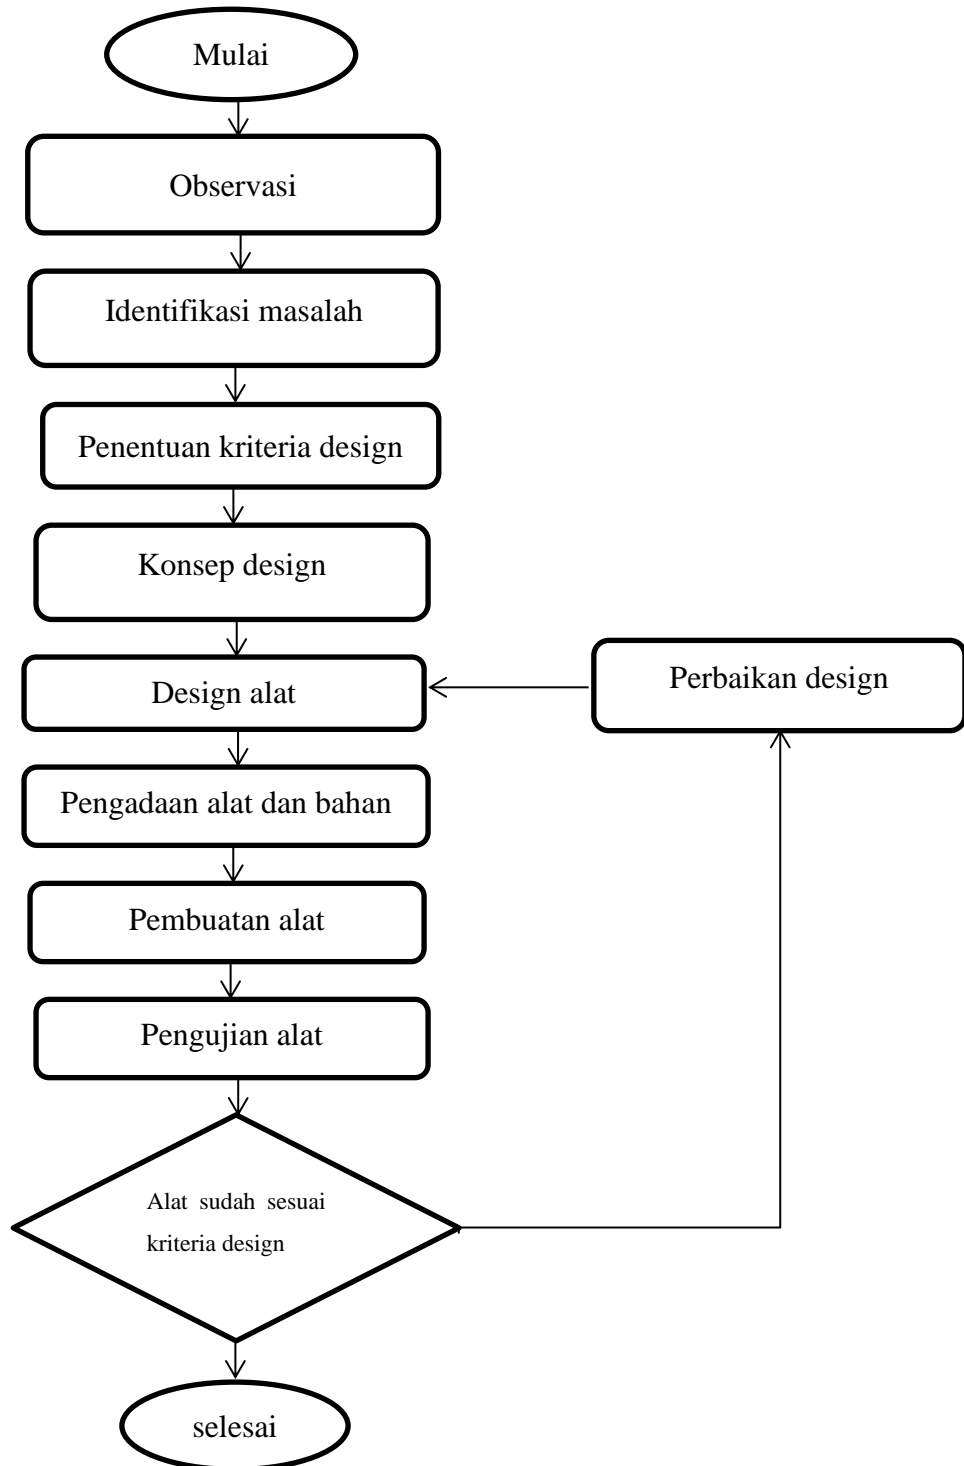 Mulai
Observasi
Identifikasi masalah
Penentuan kriteria design
Konsep design
Design alat
Perbaikan design
Pengadaan alat dan bahan
Pembuatan alat
Pengujian alat
Alat sudah sesuai
kriteria design
selesai